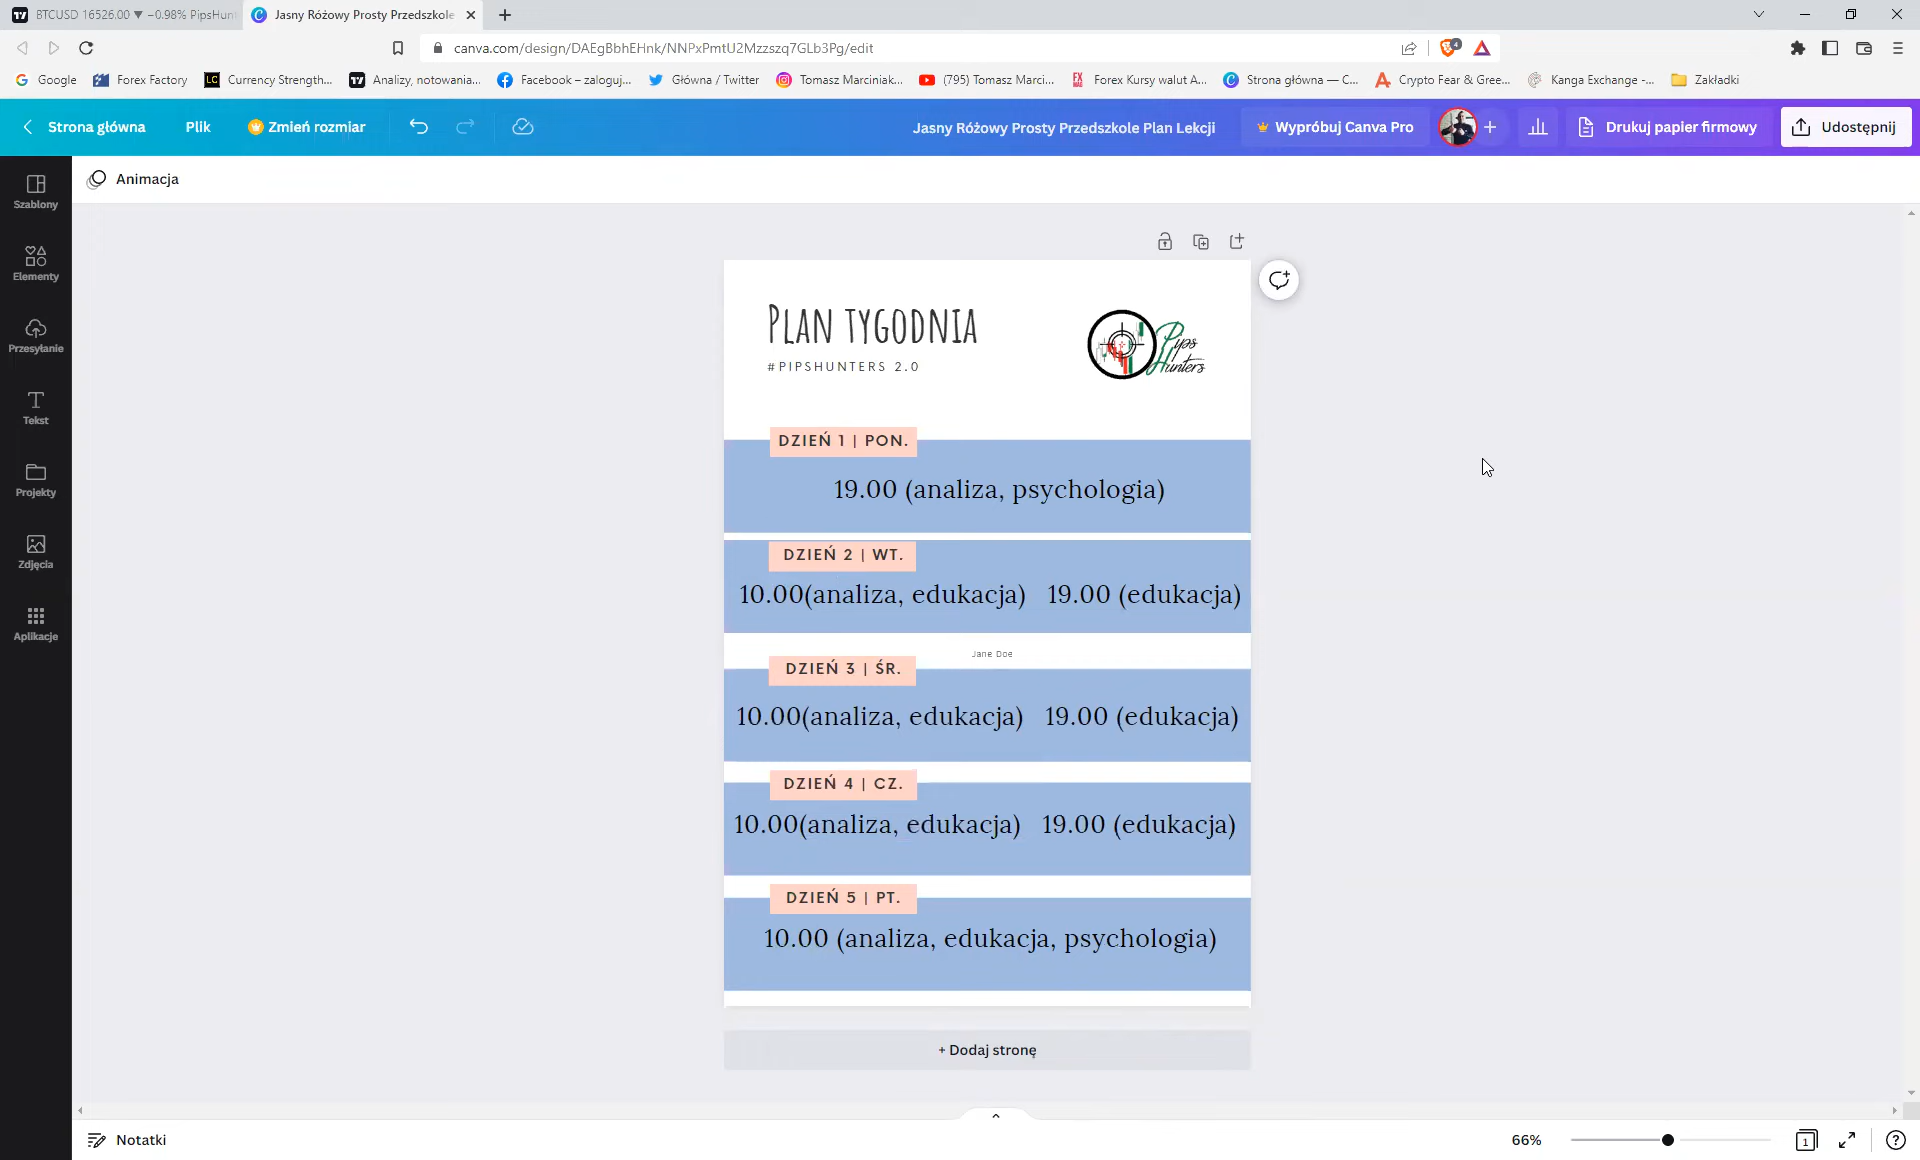 BTCUSD 16526.00 ▼ −0.98% PipsHunt
Jasny Różowy Prosty Przedszkole
canva.com/design/DAEgBbhEHnk/NNPxPmtU2Mzzszq7GLb3Pg/edit
4
Google
Forex Factory
Currency Strength...
Analizy, notowania...
Facebook – zaloguj...
Główna / Twitter
Tomasz Marciniak...
(795) Tomasz Marci...
Forex Kursy walut A...
Strona główna — C...
Crypto Fear & Gree...
Kanga Exchange -...
Zakładki
Strona główna
Plik
Zmień rozmiar
Jasny Różowy Prosty Przedszkole Plan Lekcji
Wypróbuj Canva Pro
Drukuj papier firmowy
Udostępnij
Szablony
Elementy
Przesyłanie
Tekst
Projekty
Zdjęcia
Aplikacje
Animacja
PLAN TYGODNIA
#PIPSHUNTERS 2.0
Pips
Hunters
DZIEŃ 1 | PON.
19.00 (analiza, psychologia)
DZIEŃ 2 | WT.
10.00(analiza, edukacja) 19.00 (edukacja)
Jane Doe
DZIEŃ 3 | ŚR.
10.00(analiza, edukacja) 19.00 (edukacja)
DZIEŃ 4 | CZ.
10.00(analiza, edukacja) 19.00 (edukacja)
DZIEŃ 5 | PT.
10.00 (analiza, edukacja, psychologia)
+ Dodaj stronę
Notatki
66%
1